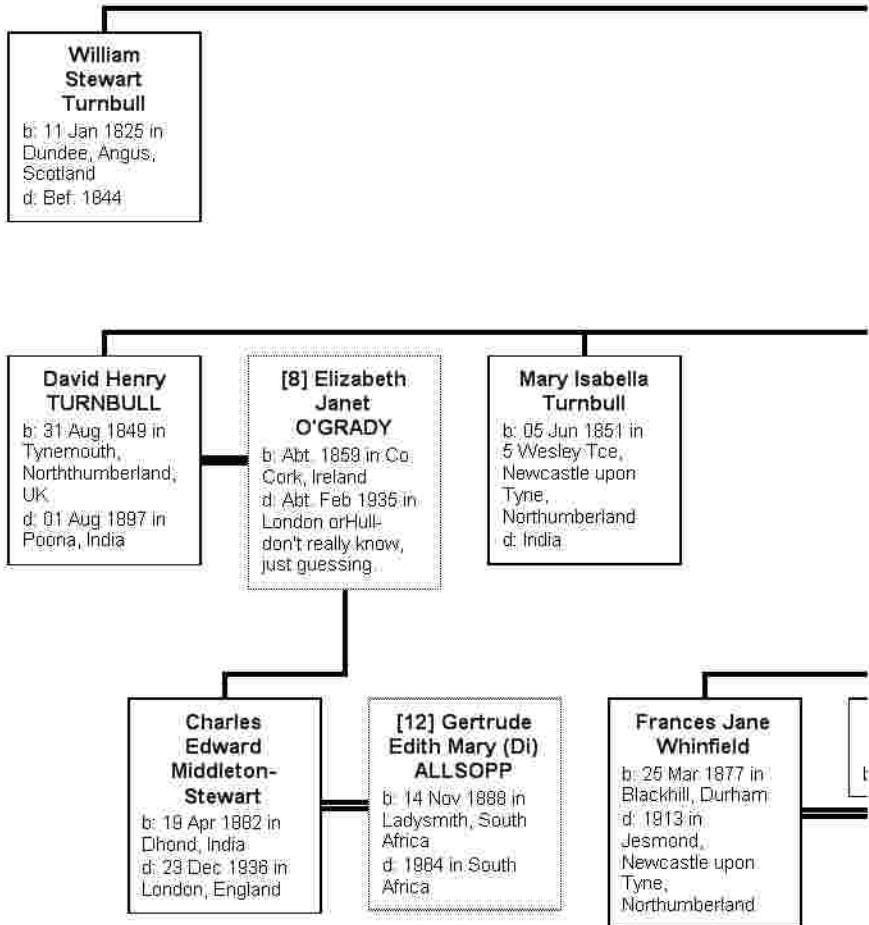 William
Stewart
Turnbull
b: 11 Jan 1825 in
Dundee, Angus,
Scotland
d: Bef. 1844
David Henry
TURNBULL
b: 31 Aug 1849 in
Tynemouth,
Norththumberland,
UK
d: 01 Aug 1897 in
Poona, India
[8] Elizabeth
Janet
O'GRADY
b: Abt. 1859 in Co
Cork, Ireland
d: Abt. Feb 1935 in
London orHull-
don't really know,
just guessing
Mary Isabella
Turnbull
b: 05 Jun 1851 in
5 Wesley Tce,
Newcastle upon
Tyne,
Northumberland
d: India
Charles
Edward
Middleton-
Stewart
b: 19 Apr 1882 in
Dhond, India
d: 23 Dec 1936 in
London, England
[12] Gertrude
Edith Mary (Di)
ALLSOPP
b: 14 Nov 1888 in
Ladysmith, South
Africa
d: 1984 in South
Africa
Frances Jane
Whinfield
b: 25 Mar 1877 in
Blackhill, Durham
d: 1913 in
Jesmond,
Newcastle upon
Tyne,
Northumberland